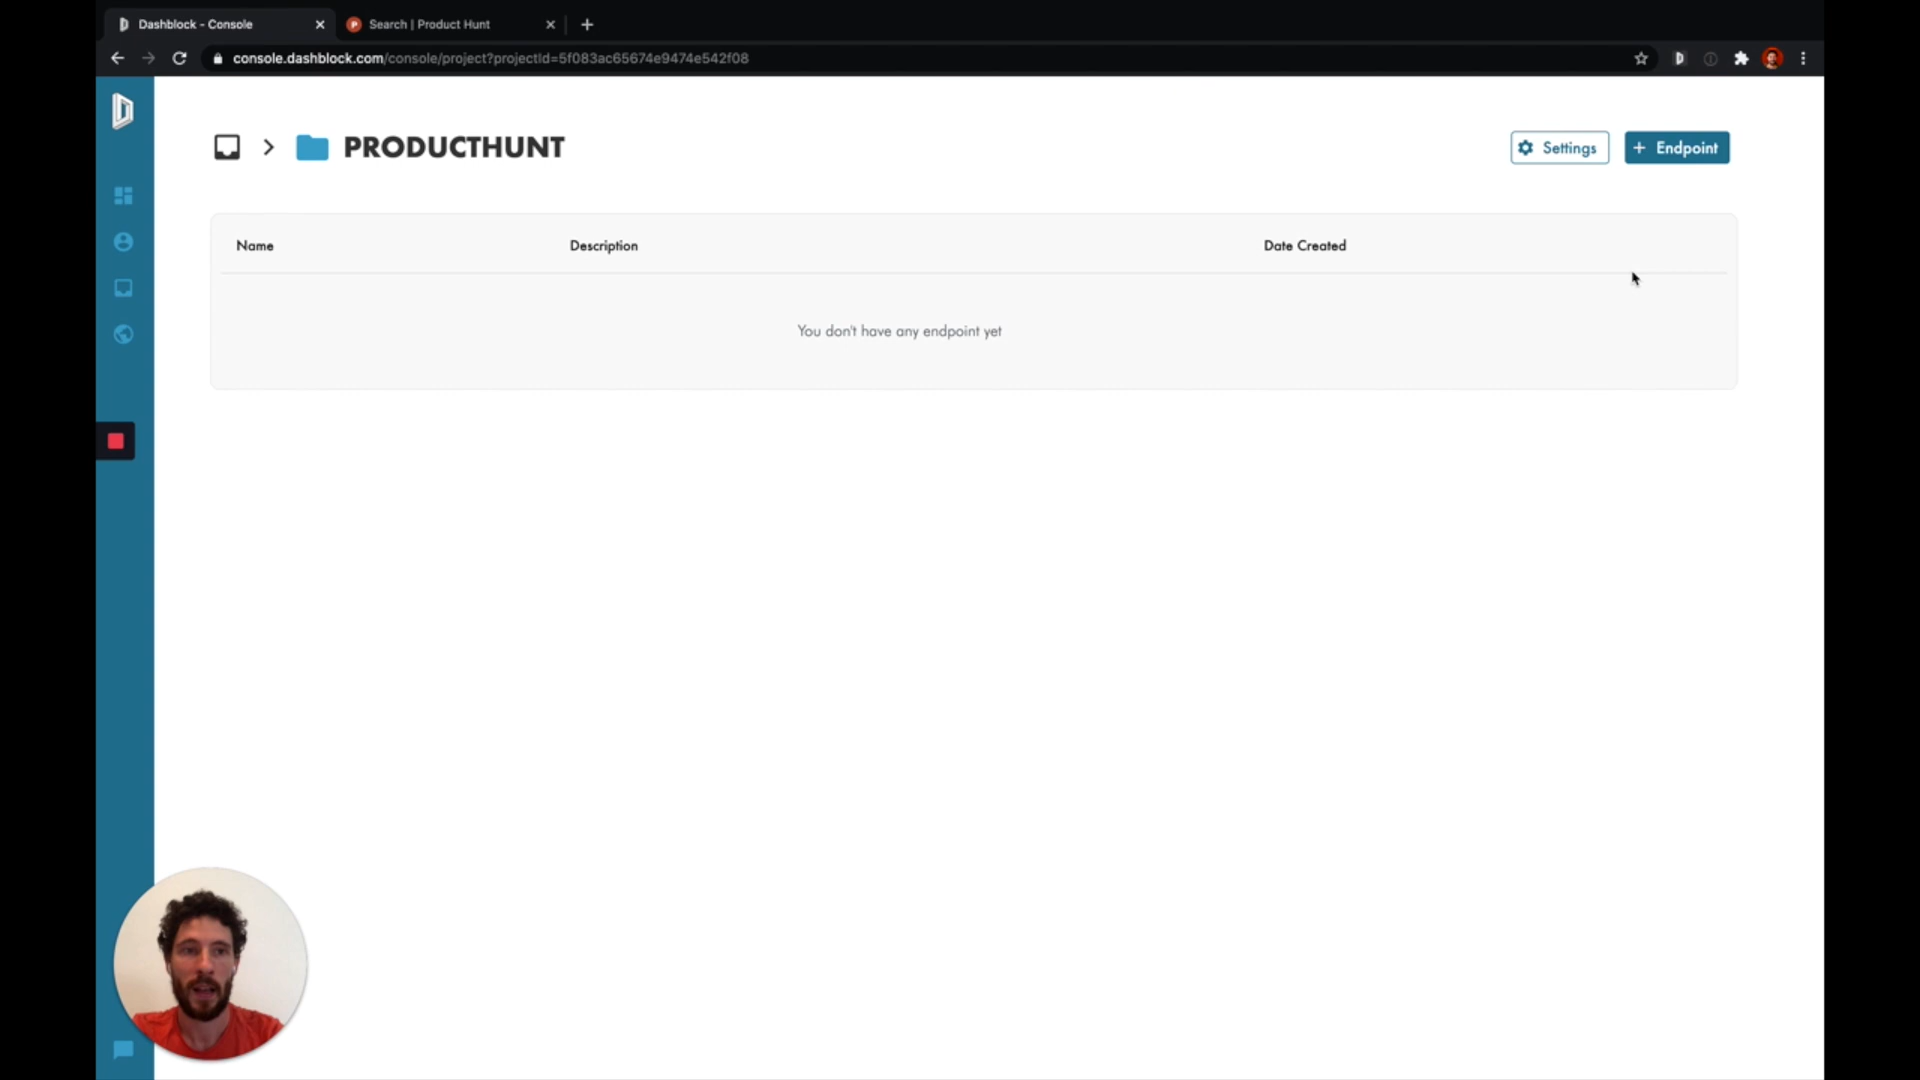 Dashblock - Console
Search | Product Hunt
console.dashblock.com/console/project?projectId=5f083ac65674e9474e542f08
PRODUCTHUNT
Settings
+ Endpoint
Name Description Date Created
You don't have any endpoint yet